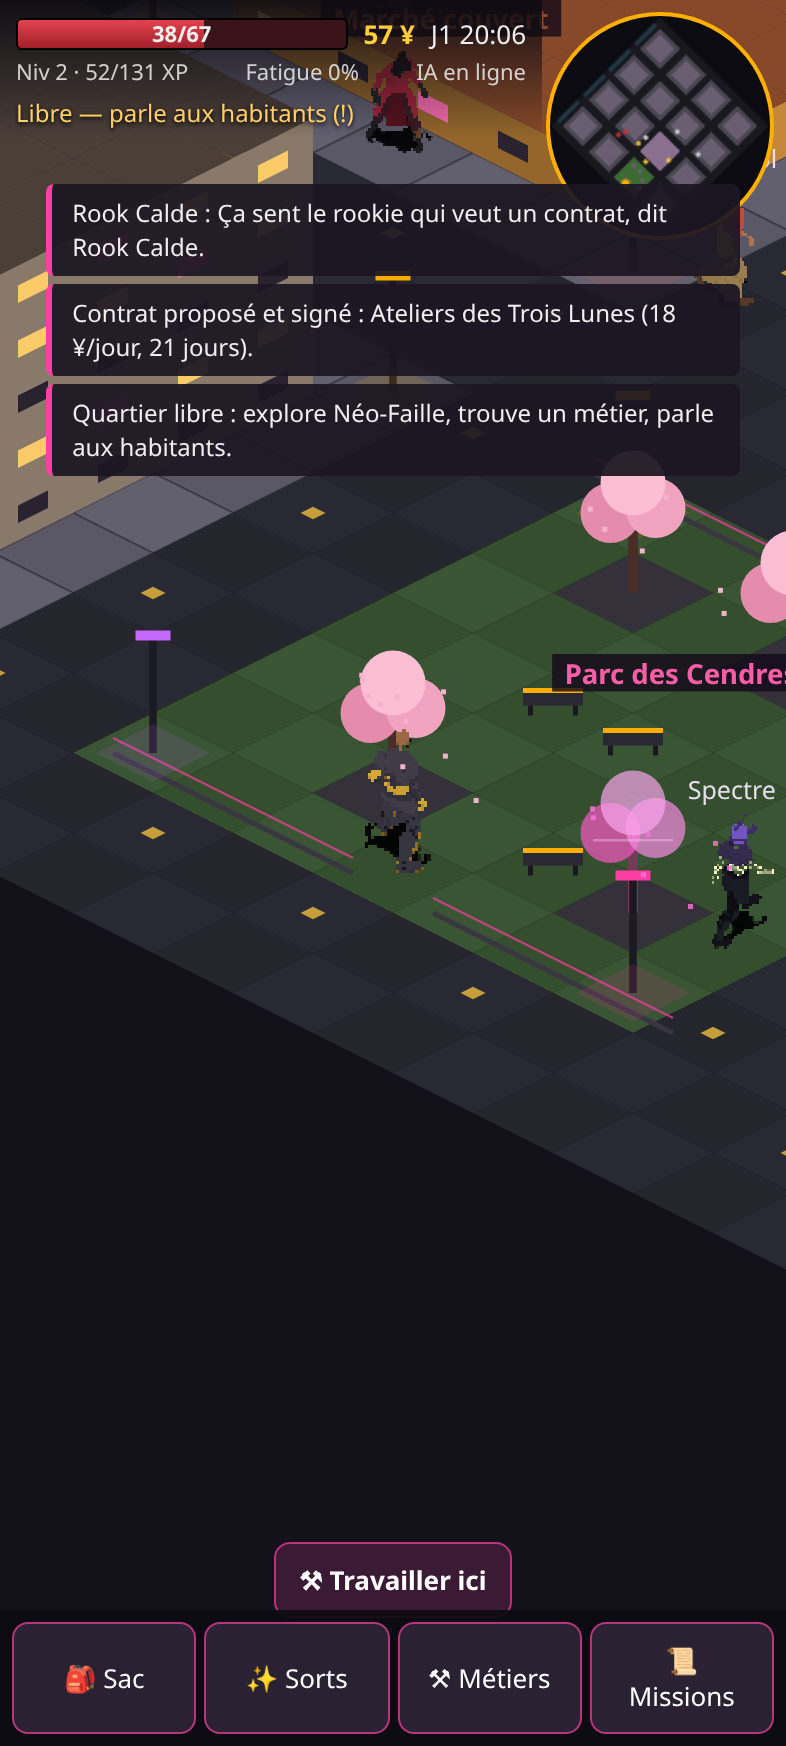 Marché couvert
38/67
57 ¥ J1 20:06
Niv 2 · 52/131 XP Fatigue 0% IA en ligne
Libre — parle aux habitants (!)
Rook Calde : Ça sent le rookie qui veut un contrat, dit
Rook Calde.
Contrat proposé et signé : Ateliers des Trois Lunes (18
¥/jour, 21 jours).
Quartier libre : explore Néo-Faille, trouve un métier, parle
aux habitants.
Parc des Cendres
Spectre
⚒ Travailler ici
🎒 Sac
✨ Sorts
⚒ Métiers
📜
Missions